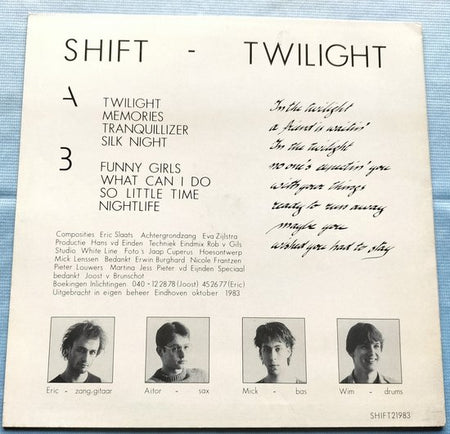 SHIFT - TWILIGHT
A
TWILIGHT
MEMORIES
TRANQUILLIZER
SILK NIGHT
B
FUNNY GIRLS
WHAT CAN I DO
SO LITTLE TIME
NIGHTLIFE
In the twilight
a friend is waitin'
In the twilight
no one's expectin' you
with your things
ready to run away
maybe you
wished you had to stay
Composities Eric Slaats Achtergrondzang Eva Zijlstra
Productie Hans vd Enden Techniek Eindmix Rob v Gils
Studio White Line Foto's Jaap Cuperus Hoesontwerp
Mick Lenssen Bedankt Erwin Burghard Nicole Frantzen
Pieter Louwers Martina Jess Pieter vd Eijnden Speciaal
bedankt Joost v Brunschot
Boekingen Inlichtingen 040 - 122878 (Joost) 452677 (Eric)
Uitgebracht in eigen beheer Eindhoven oktober 1983
Eric - zang,gitaar
Aitor - sax
Mick - bas
Wim - drums
SHIFT21983